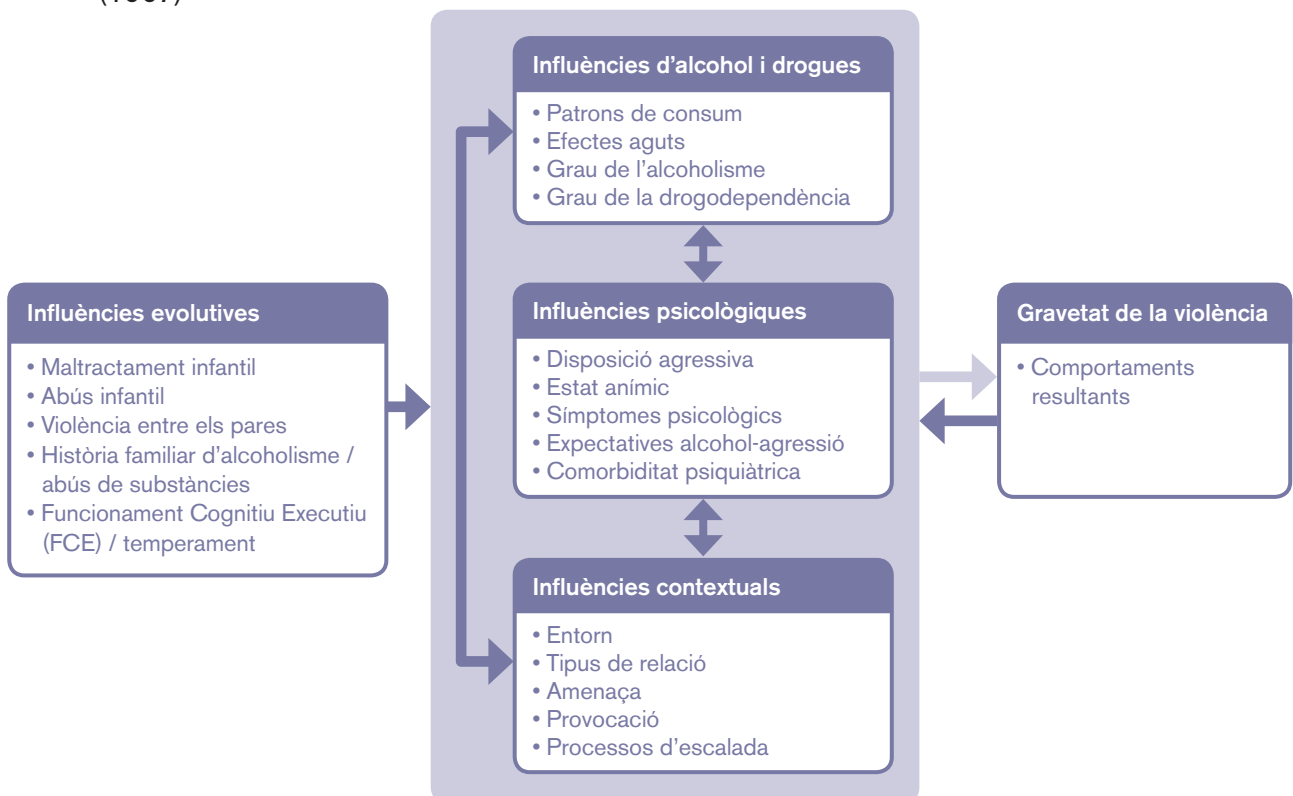 Influències d'alcohol i drogues
• Patrons de consum
• Efectes aguts
• Grau de l'alcoholisme
• Grau de la drogodependència
Influències evolutives
• Maltractament infantil
• Abús infantil
• Violència entre els pares
• Història familiar d'alcoholisme /
abús de substàncies
• Funcionament Cognitiu Executiu
(FCE) / temperament
Influències psicològiques
• Disposició agressiva
• Estat anímic
• Símptomes psicològics
• Expectatives alcohol-agressió
• Comorbiditat psiquiàtrica
Gravetat de la violència
• Comportaments
resultants
Influències contextuals
• Entorn
• Tipus de relació
• Amenaça
• Provocació
• Processos d'escalada